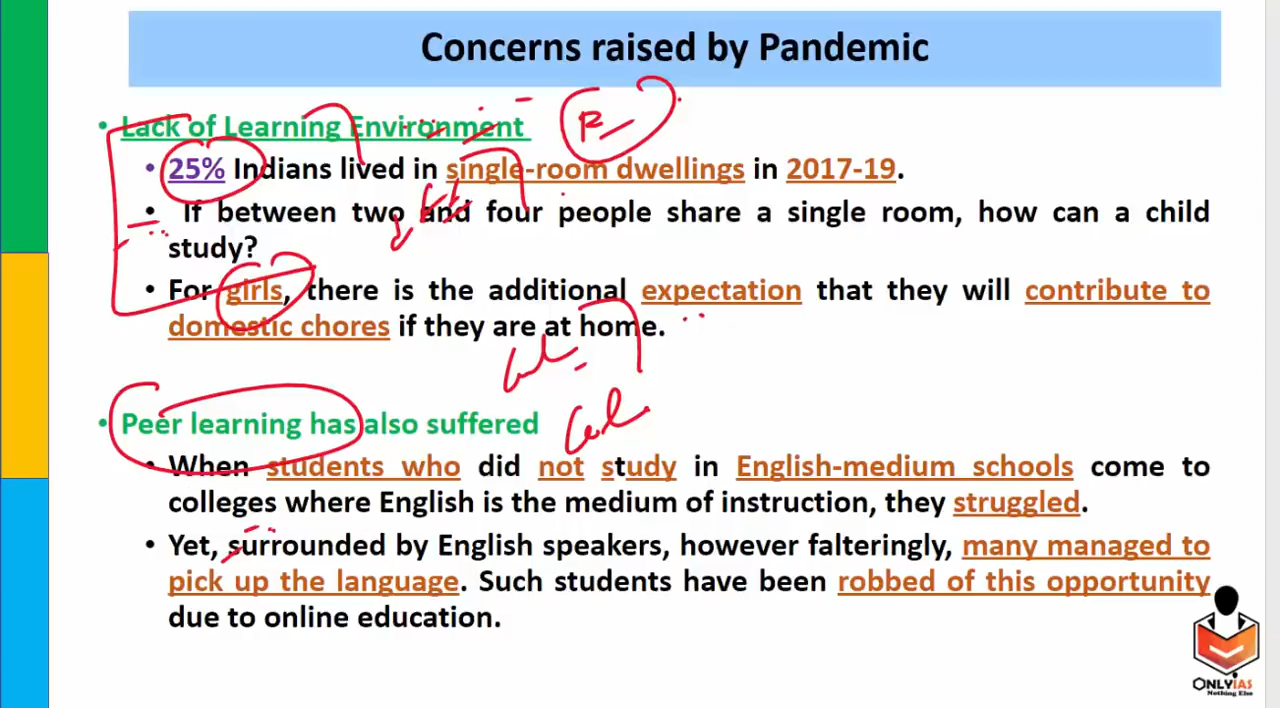 Concerns raised by Pandemic
• Lack of Learning Environment
• 25% Indians lived in single-room dwellings in 2017-19.
• If between two and four people share a single room, how can a child
study?
• For girls, there is the additional expectation that they will contribute to
domestic chores if they are at home.
• Peer learning has also suffered
• When students who did not study in English-medium schools come to
colleges where English is the medium of instruction, they struggled.
• Yet, surrounded by English speakers, however falteringly, many managed to
pick up the language. Such students have been robbed of this opportunity
due to online education.
ONLYIAS
Nothing Else